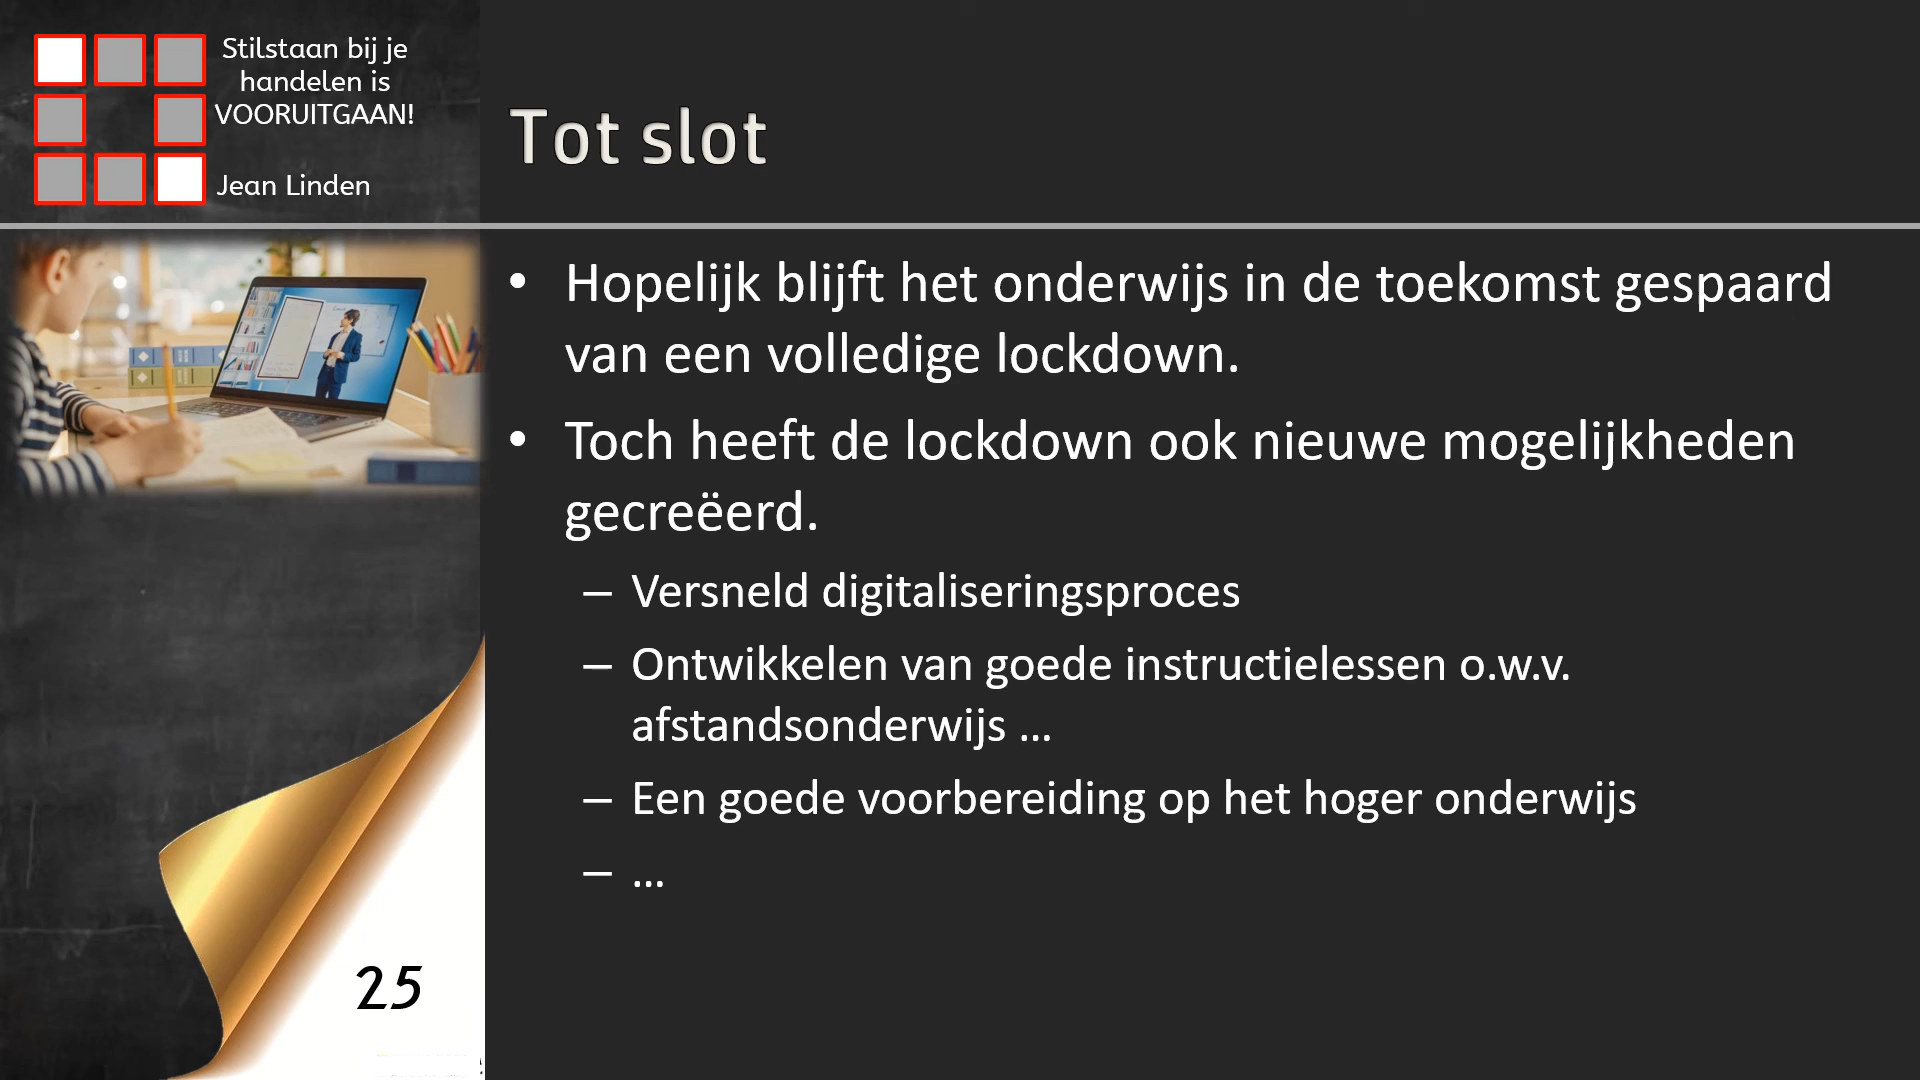 Stilstaan bij je
handelen is
VOORUITGAAN!
Jean Linden
Tot slot
• Hopelijk blijft het onderwijs in de toekomst gespaard
van een volledige lockdown.
• Toch heeft de lockdown ook nieuwe mogelijkheden
gecreëerd.
– Versneld digitaliseringsproces
– Ontwikkelen van goede instructielessen o.w.v.
afstandsonderwijs …
– Een goede voorbereiding op het hoger onderwijs
– …
25